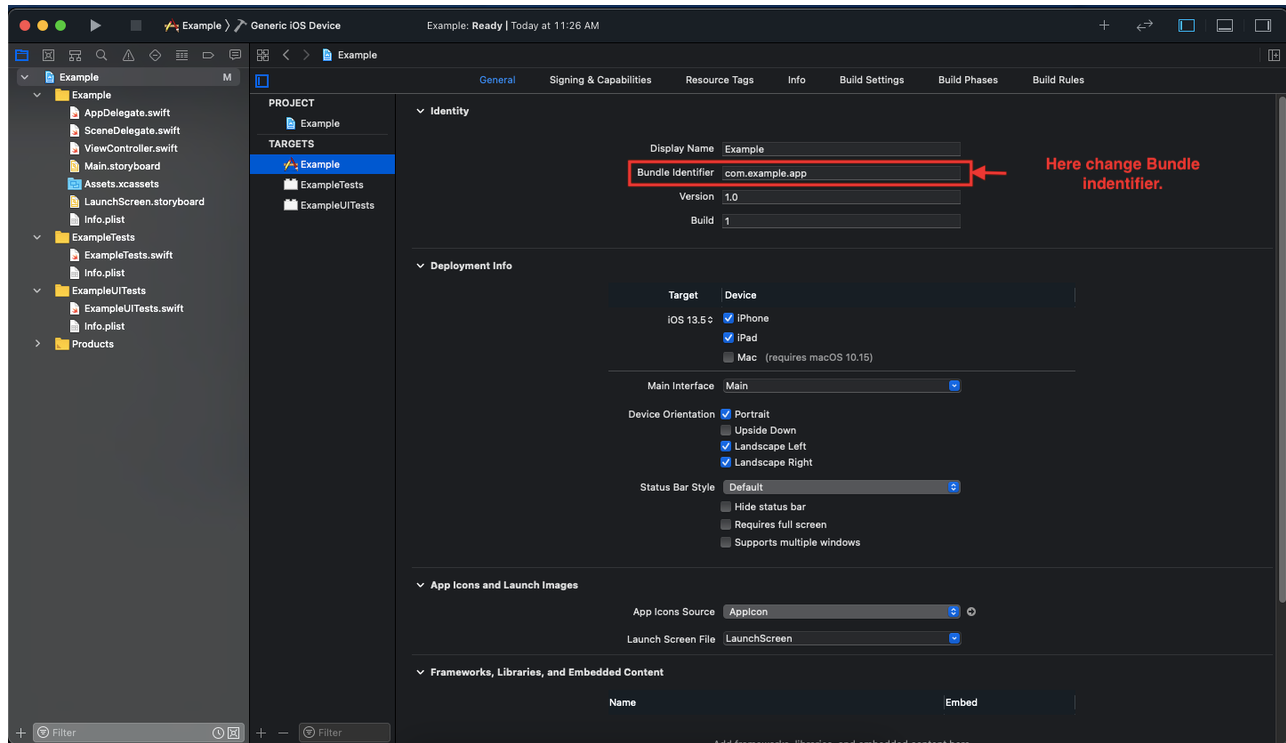 Example
Generic iOS Device
Example: Ready | Today at 11:26 AM
Example
M
Example
AppDelegate.swift
SceneDelegate.swift
ViewController.swift
Main.storyboard
Assets.xcassets
LaunchScreen.storyboard
Info.plist
ExampleTests
ExampleTests.swift
Info.plist
ExampleUITests
ExampleUITests.swift
Info.plist
Products
Filter
Example
General
Signing & Capabilities
Resource Tags
Info
Build Settings
Build Phases
Build Rules
PROJECT
Example
TARGETS
Example
ExampleTests
ExampleUITests
Filter
Identity
Display Name Example
Bundle Identifier com.example.app
Version 1.0
Build 1
Here change Bundle
indentifier.
Deployment Info
Target Device
iOS 13.5 iPhone
iPad
Mac (requires macOS 10.15)
Main Interface Main
Device Orientation Portrait
Upside Down
Landscape Left
Landscape Right
Status Bar Style Default
Hide status bar
Requires full screen
Supports multiple windows
App Icons and Launch Images
App Icons Source AppIcon
Launch Screen File LaunchScreen
Frameworks, Libraries, and Embedded Content
Name Embed
Add frameworks, libraries, and embedded content here